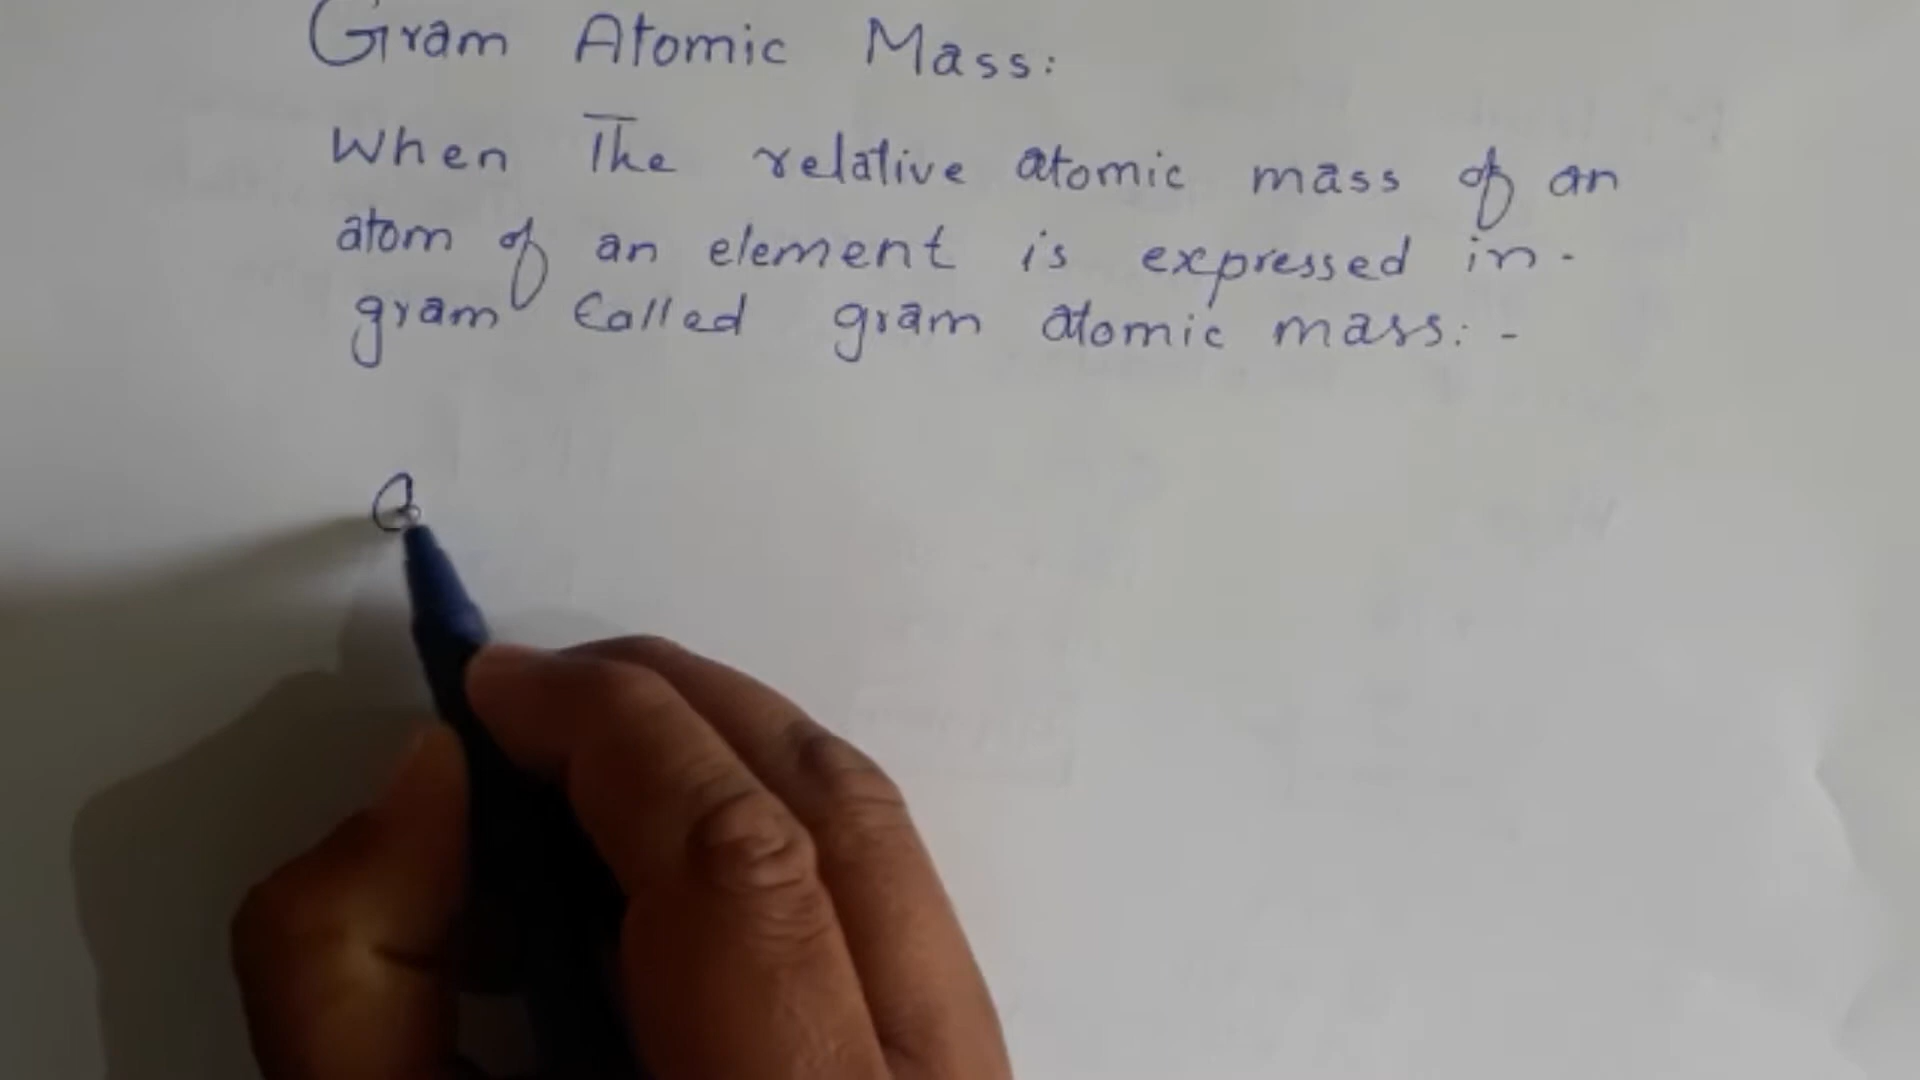 Gram Atomic Mass:
When The relative atomic mass of an
atom of an element is expressed in-
gram Called gram atomic mass: -